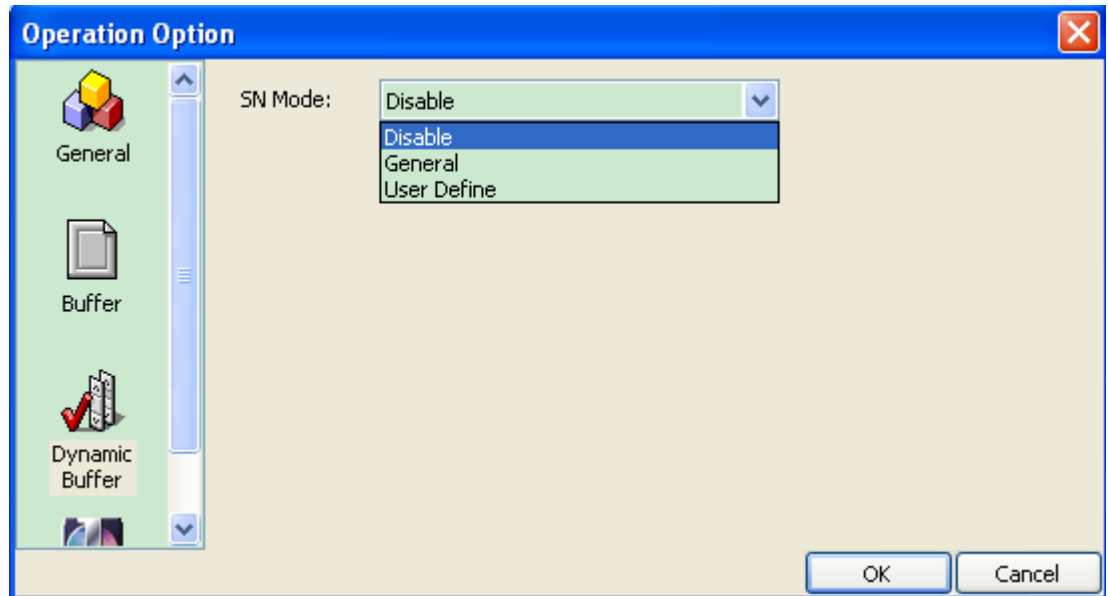 Operation Option
General
Buffer
Dynamic
Buffer
SN Mode:
Disable
Disable
General
User Define
OK
Cancel